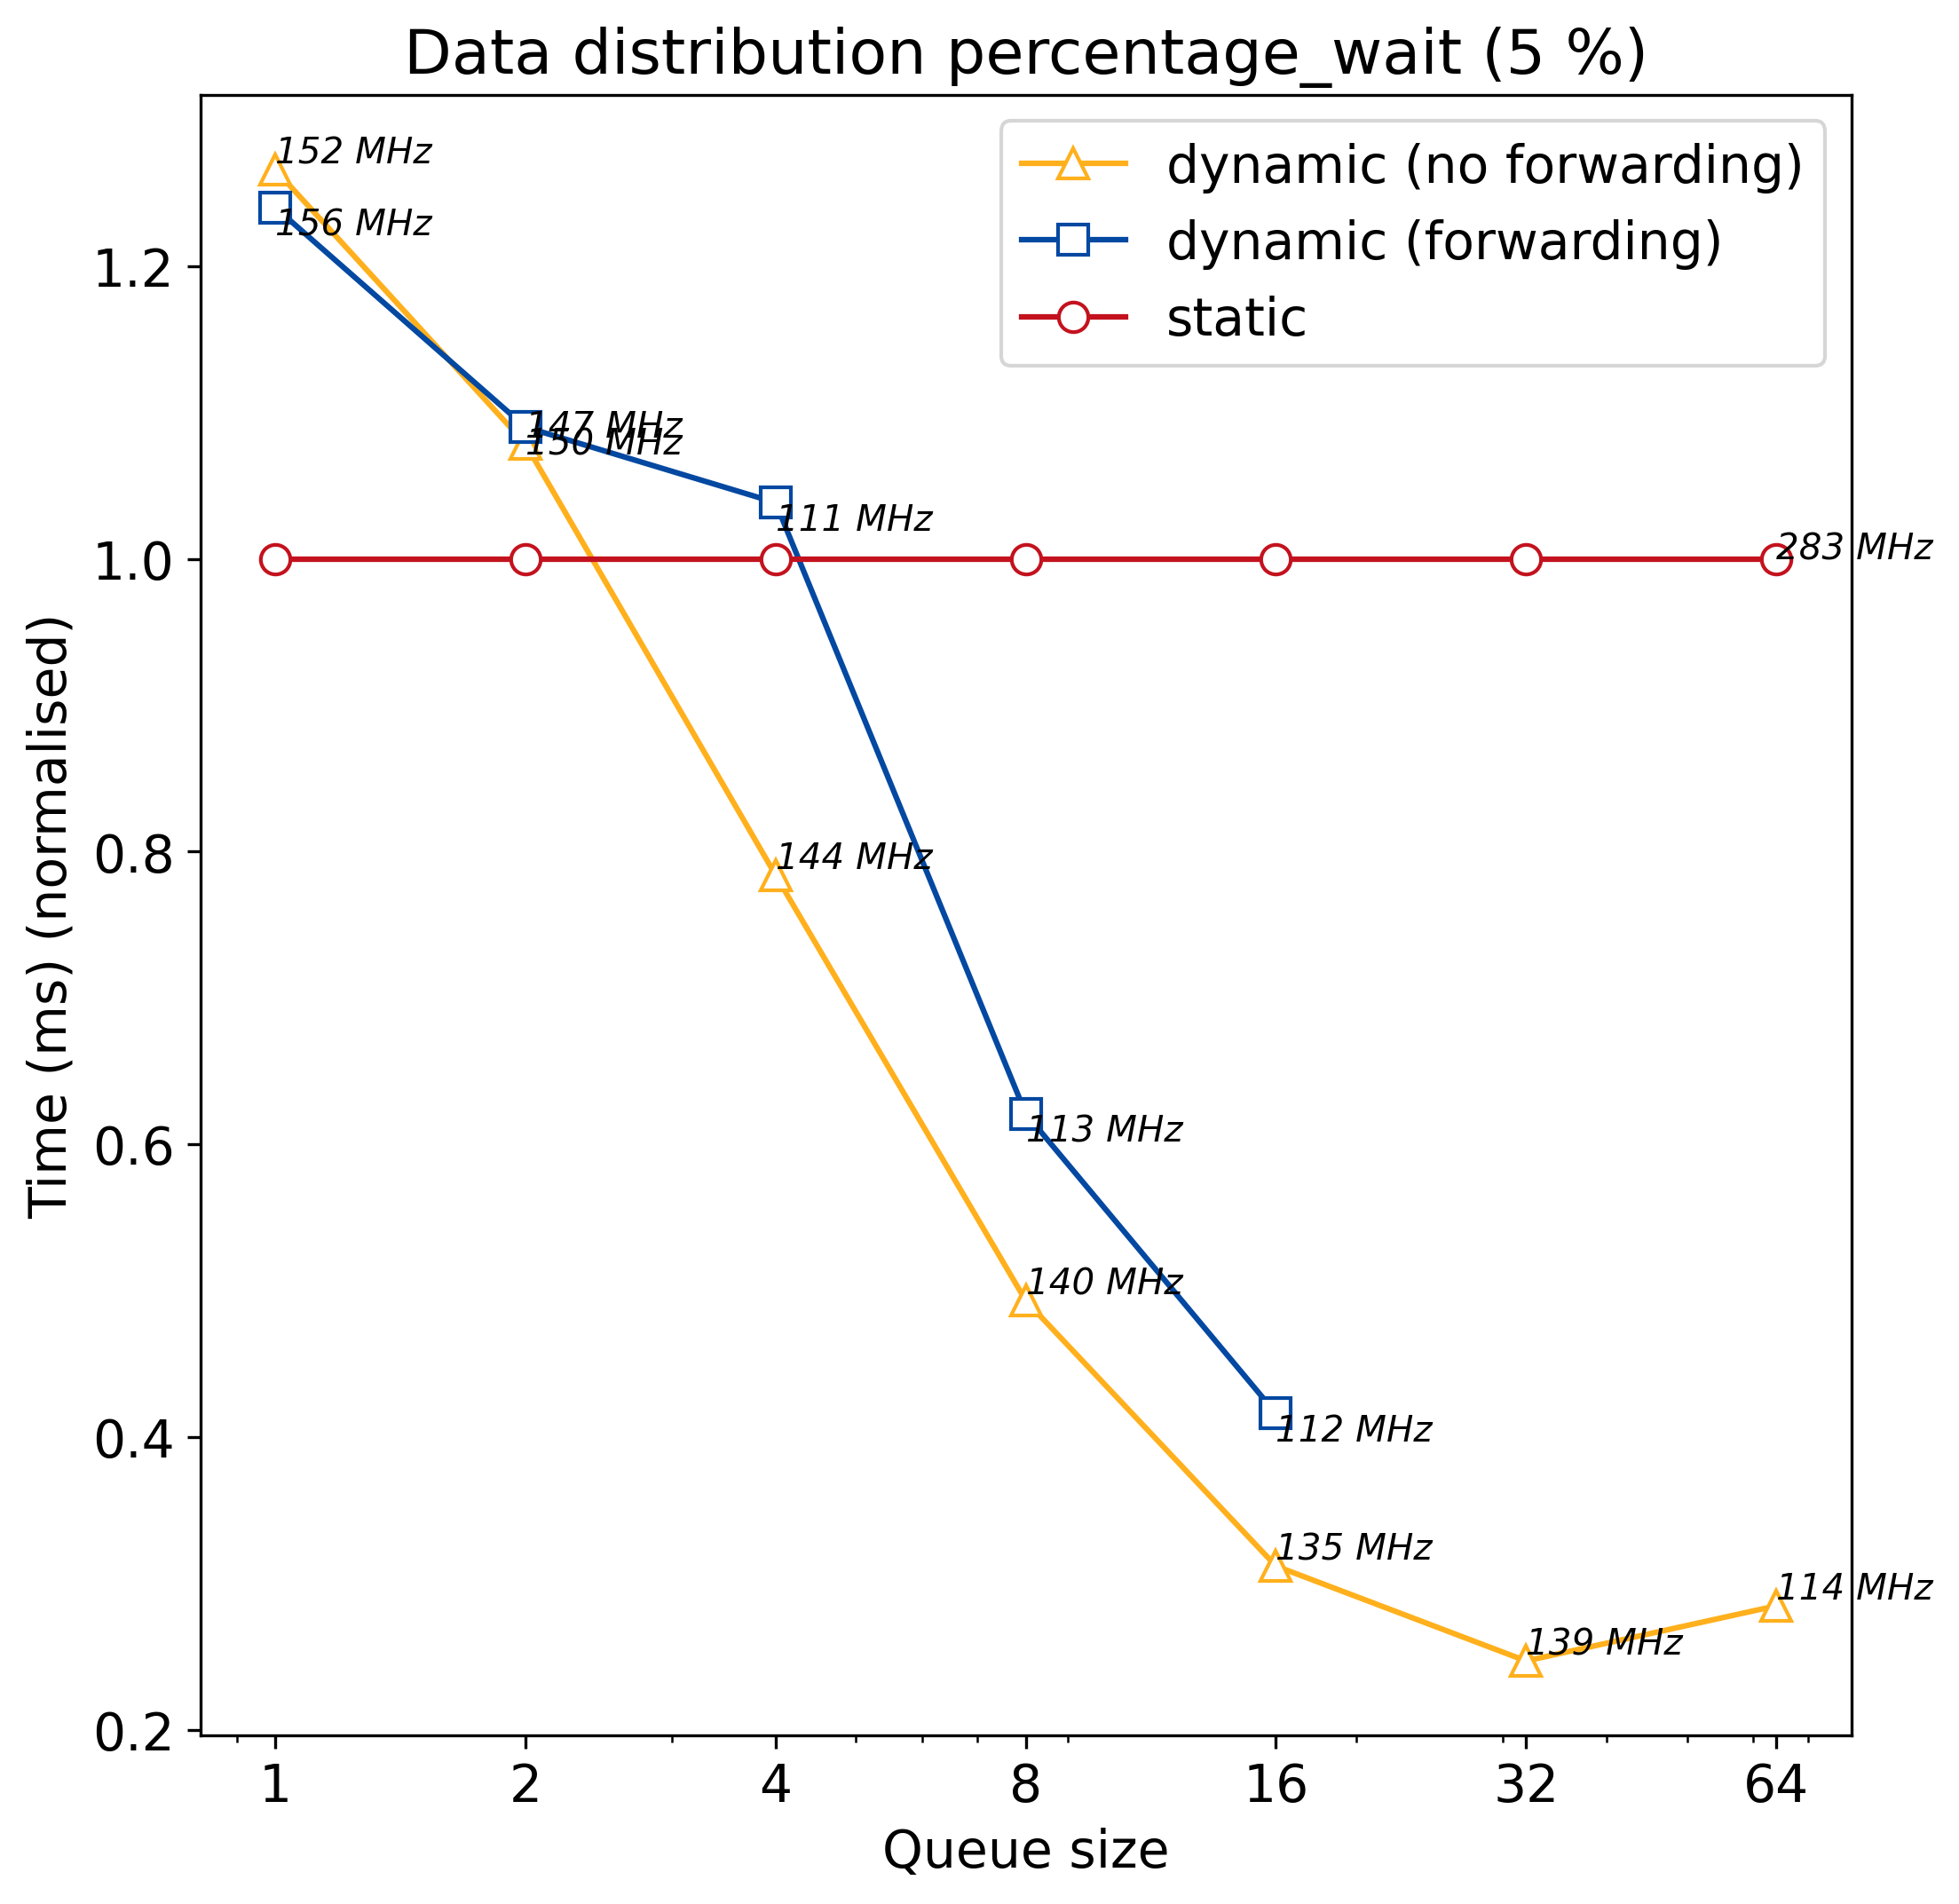 Data distribution percentage_wait (5 %)
dynamic (no forwarding)
dynamic (forwarding)
static
152 MHz
156 MHz
147 MHz
150 MHz
111 MHz
283 MHz
144 MHz
113 MHz
140 MHz
112 MHz
135 MHz
114 MHz
139 MHz
Time (ms) (normalised)
1.2
1.0
0.8
0.6
0.4
0.2
1 2 4 8 16 32 64
Queue size